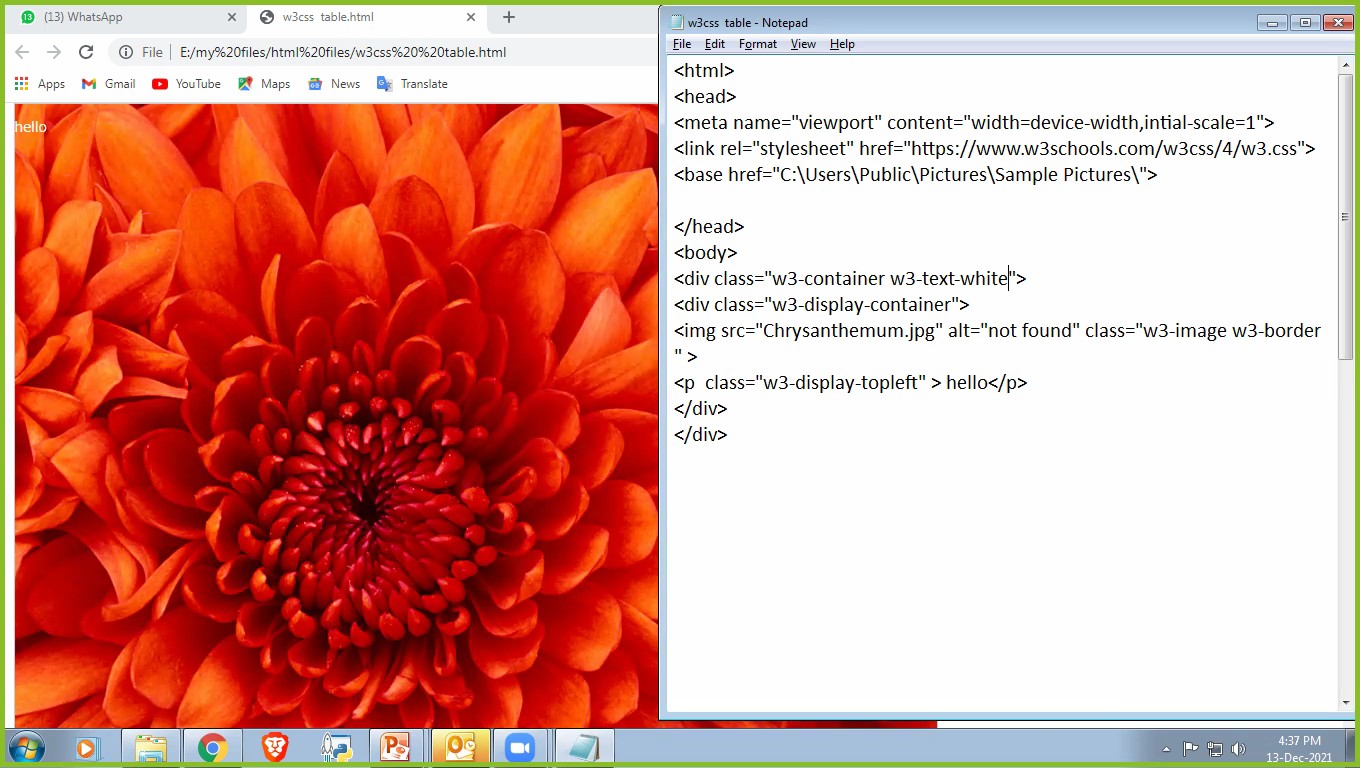 (13) WhatsApp
w3css table.html
File
E:/my%20files/html%20files/w3css%20%20table.html
Apps
Gmail
YouTube
Maps
News
Translate
hello
w3css table - Notepad
File Edit Format View Help
<html>
<head>
<meta name="viewport" content="width=device-width,intial-scale=1">
<link rel="stylesheet" href="https://www.w3schools.com/w3css/4/w3.css">
<base href="C:\Users\Public\Pictures\Sample Pictures\">
</head>
<body>
<div class="w3-container w3-text-white">
<div class="w3-display-container">
<img src="Chrysanthemum.jpg" alt="not found" class="w3-image w3-border
" >
<p  class="w3-display-topleft" > hello</p>
</div>
</div>
4:37 PM
13-Dec-2021